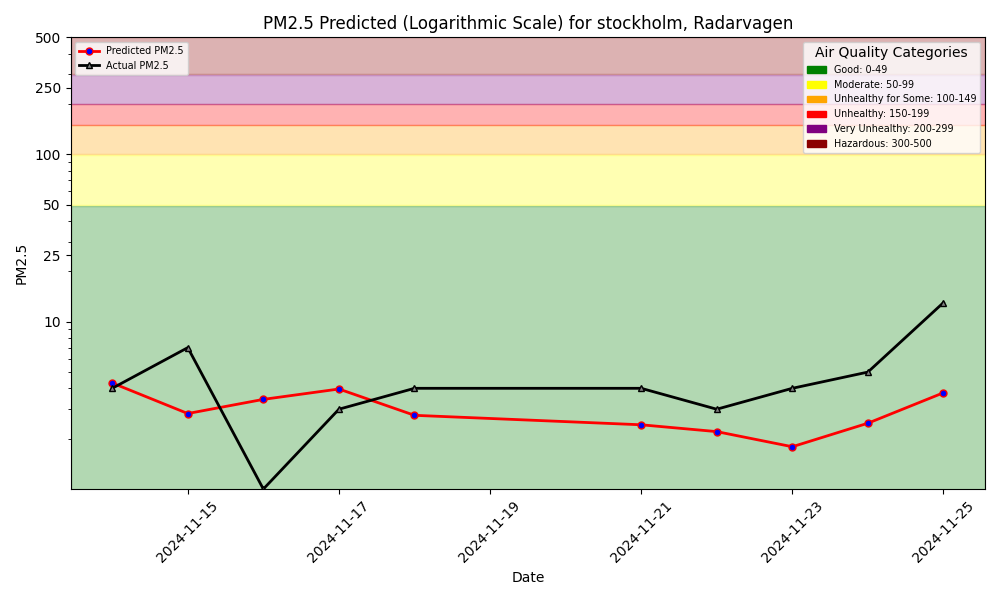 PM2.5 Predicted (Logarithmic Scale) for stockholm, Radarvagen
Predicted PM2.5
Actual PM2.5
Air Quality Categories
Good: 0-49
Moderate: 50-99
Unhealthy for Some: 100-149
Unhealthy: 150-199
Very Unhealthy: 200-299
Hazardous: 300-500
PM2.5
500
250
100
50
25
10
2024-11-15
2024-11-17
2024-11-19
2024-11-21
2024-11-23
2024-11-25
Date